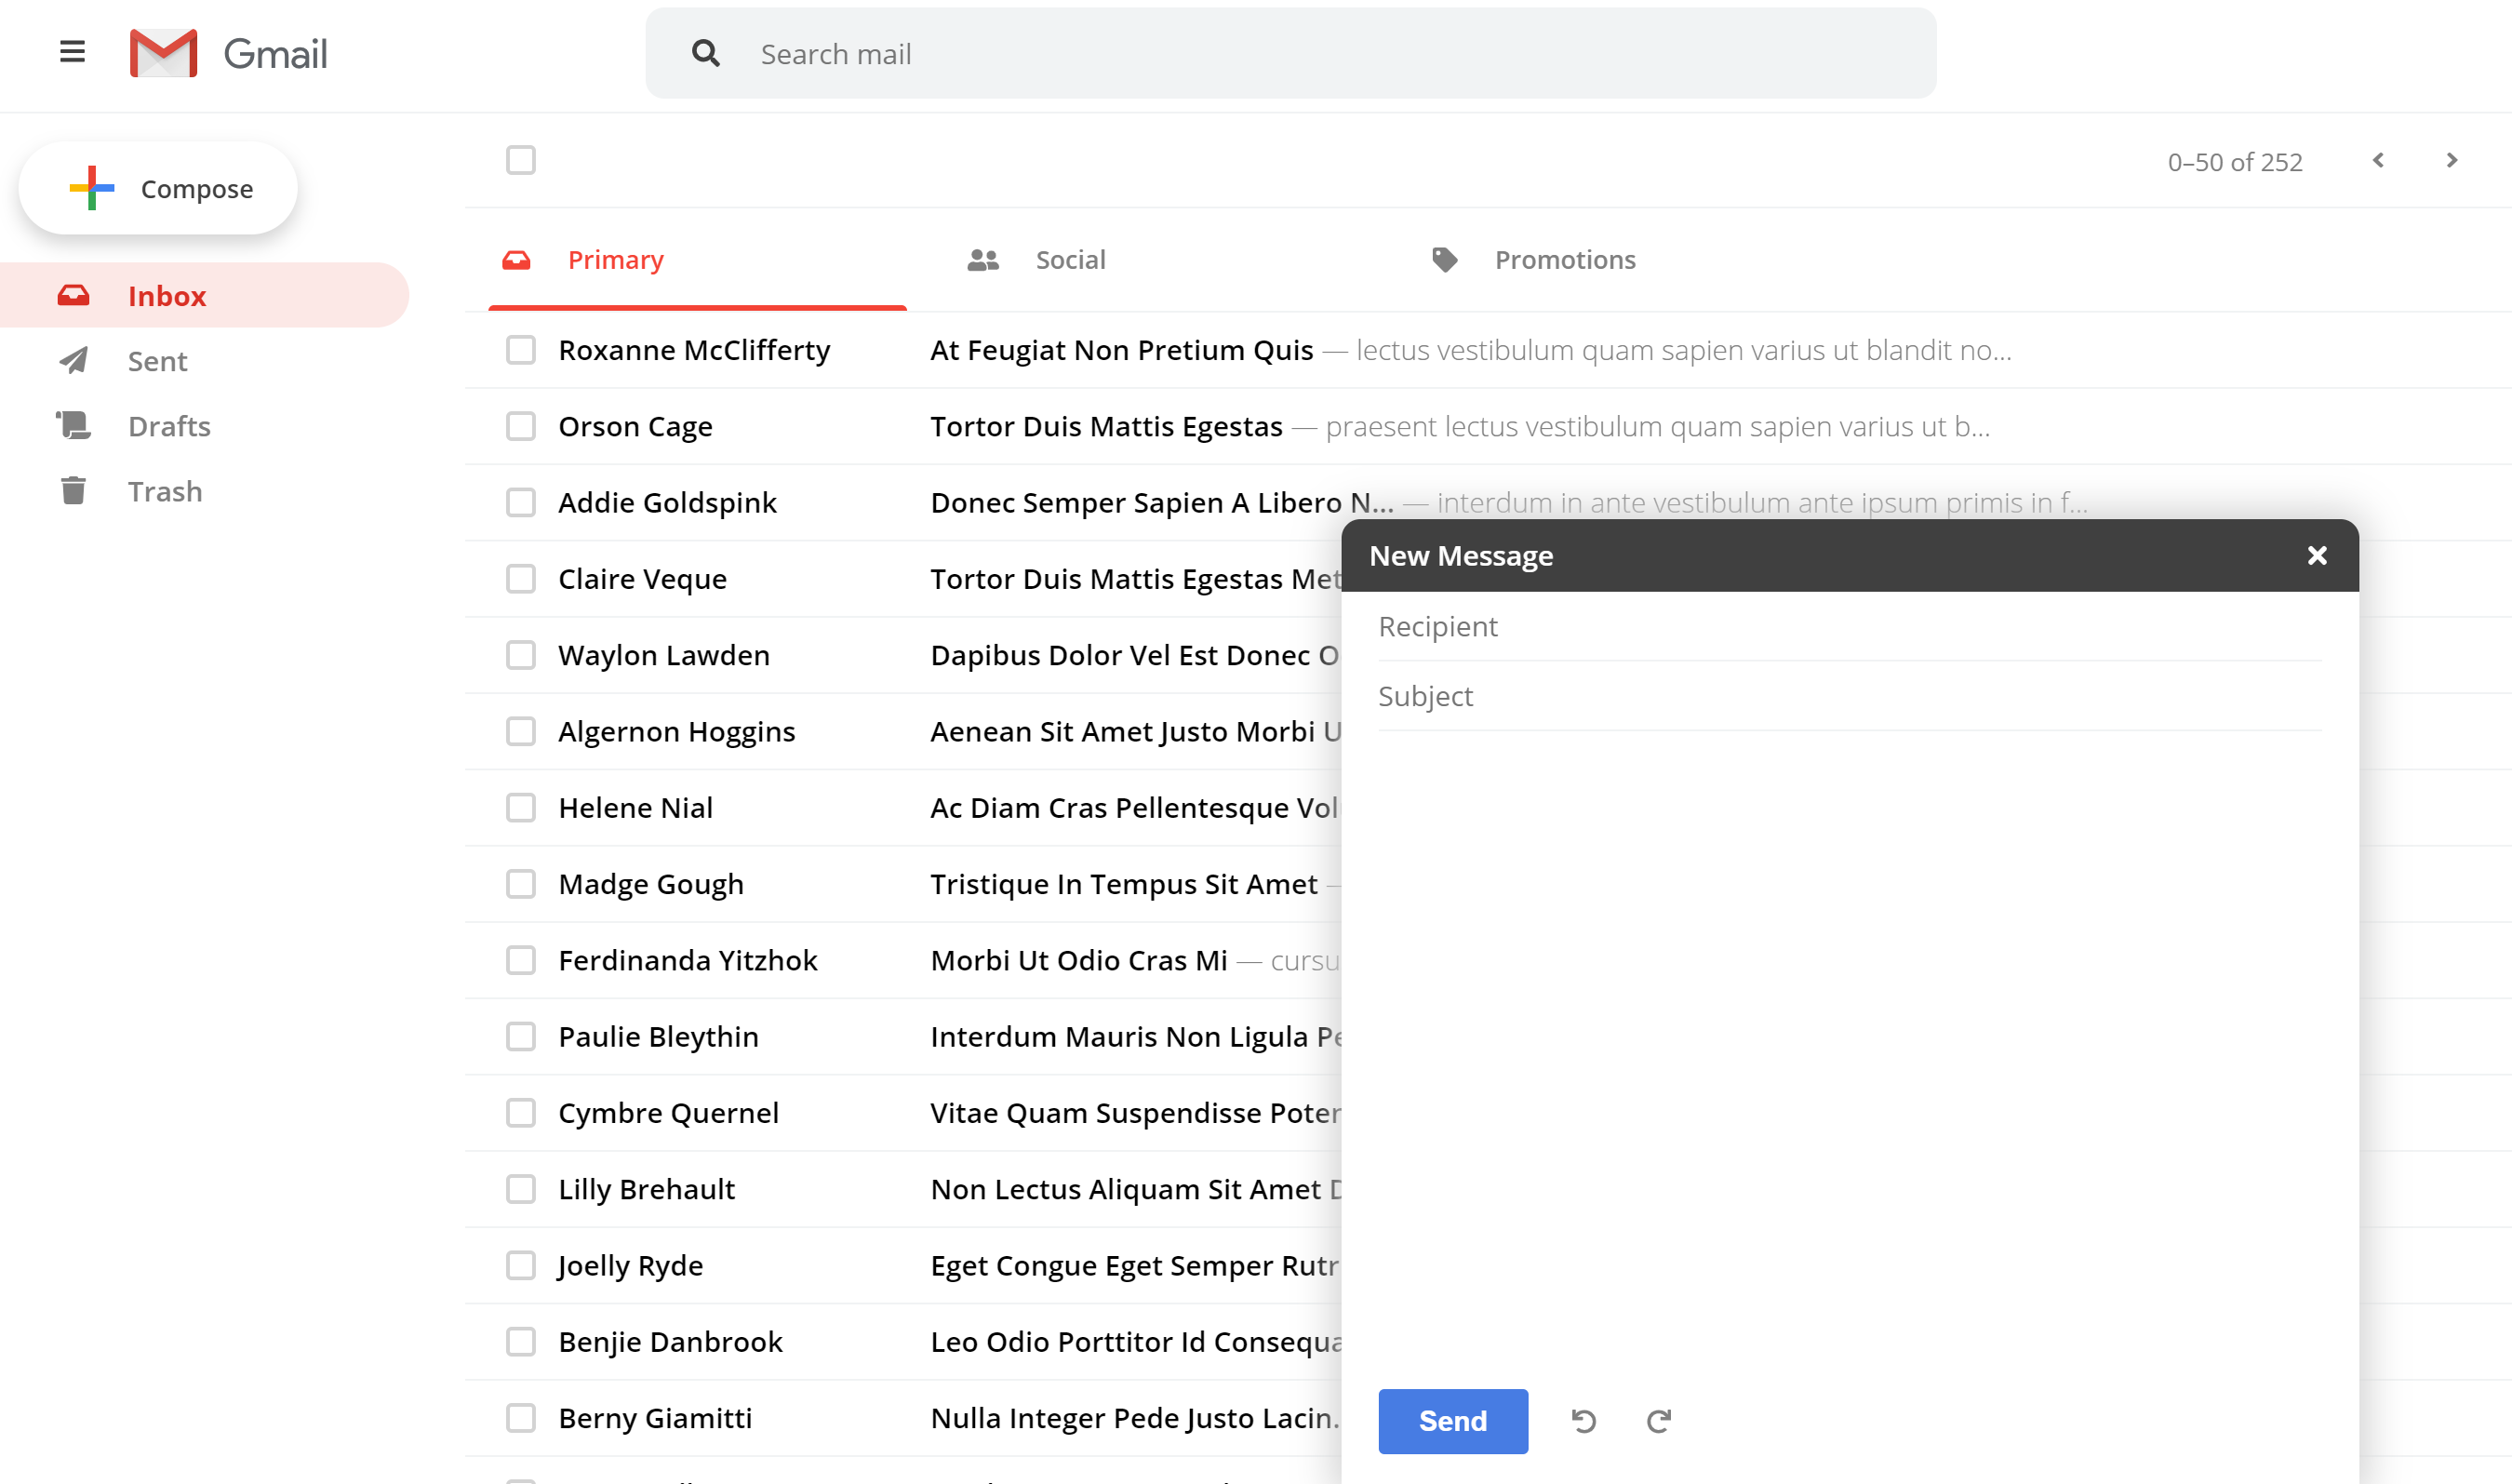 Gmail
Search mail
Compose
0–50 of 252
Inbox
Sent
Drafts
Trash
Primary
Social
Promotions
Roxanne McClifferty At Feugiat Non Pretium Quis — lectus vestibulum quam sapien varius ut blandit no...
Orson Cage Tortor Duis Mattis Egestas — praesent lectus vestibulum quam sapien varius ut b...
Addie Goldspink Donec Semper Sapien A Libero N... — interdum in ante vestibulum ante ipsum primis in f...
Claire Veque Tortor Duis Mattis Egestas Met
Waylon Lawden Dapibus Dolor Vel Est Donec O
Algernon Hoggins Aenean Sit Amet Justo Morbi U
Helene Nial Ac Diam Cras Pellentesque Vol
Madge Gough Tristique In Tempus Sit Amet —
Ferdinanda Yitzhok Morbi Ut Odio Cras Mi — cursu
Paulie Bleythin Interdum Mauris Non Ligula Pe
Cymbre Quernel Vitae Quam Suspendisse Poten
Lilly Brehault Non Lectus Aliquam Sit Amet D
Joelly Ryde Eget Congue Eget Semper Rutr
Benjie Danbrook Leo Odio Porttitor Id Consequa
Berny Giamitti Nulla Integer Pede Justo Lacin.
New Message
Recipient
Subject
Send